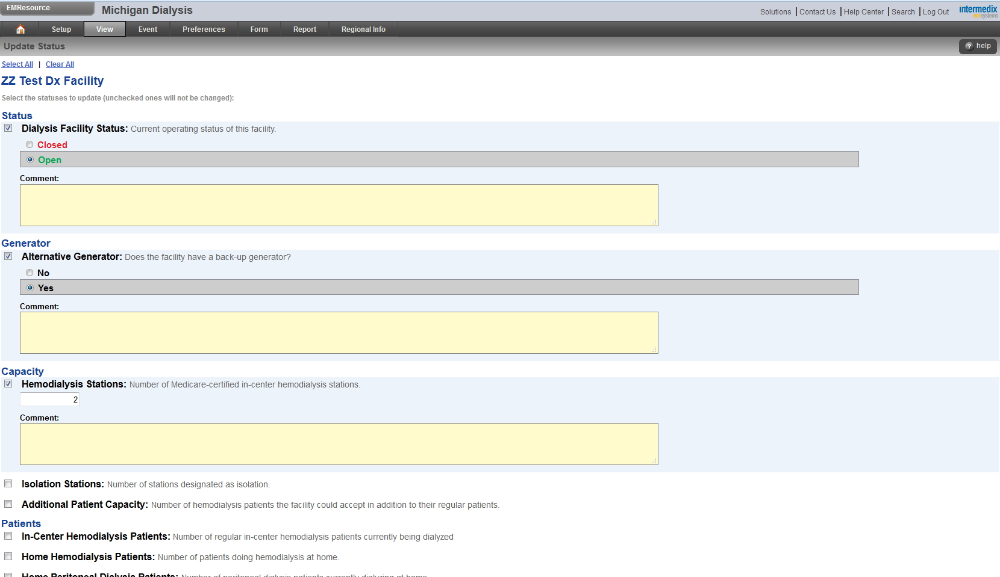 EMResource
Michigan Dialysis
Solutions | Contact Us | Help Center | Search | Log Out
intermedix
emsystems
Setup View Event Preferences Form Report Regional Info
Update Status
? help
Select All | Clear All
ZZ Test Dx Facility
Select the statuses to update (unchecked ones will not be changed):
Status
Dialysis Facility Status: Current operating status of this facility.
Closed
Open
Comment:
Generator
Alternative Generator: Does the facility have a back-up generator?
No
Yes
Comment:
Capacity
Hemodialysis Stations: Number of Medicare-certified in-center hemodialysis stations.
2
Comment:
Isolation Stations: Number of stations designated as isolation.
Additional Patient Capacity: Number of hemodialysis patients the facility could accept in addition to their regular patients.
Patients
In-Center Hemodialysis Patients: Number of regular in-center hemodialysis patients currently being dialyzed
Home Hemodialysis Patients: Number of patients doing hemodialysis at home.
Home Peritoneal Dialysis Patients: Number of peritoneal dialysis patients currently dialyzing at home